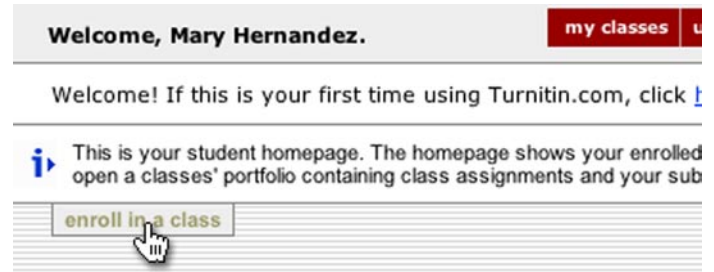 Welcome, Mary Hernandez.
my classes
Welcome! If this is your first time using Turnitin.com, click
This is your student homepage. The homepage shows your enrolled
open a classes' portfolio containing class assignments and your
enroll in a class